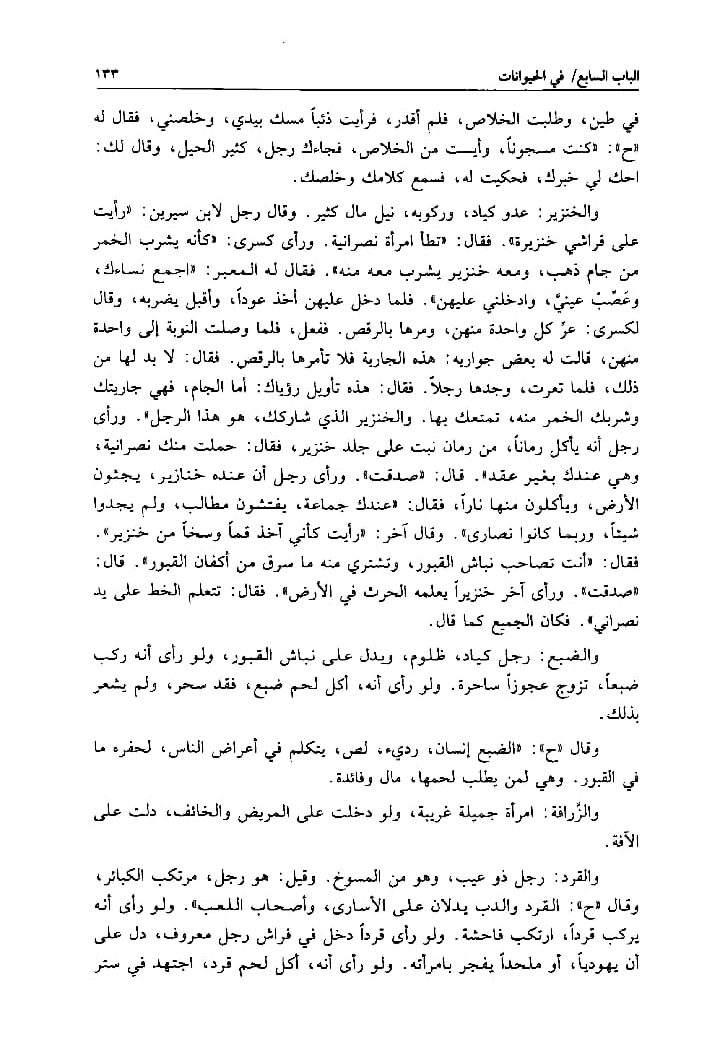 الباب السابع/ في الحيوانات ١٣٣
في طين، وطلبت الخلاص، فلم أقدر، فرأيت ذئباً مسك بيدي، وخلصني، فقال له
«ح»: «كنت مسجوناً، وأيست من الخلاص، فجاءك رجل، كثير الحيل، وقال لك:
احك لي خبرك، فحكيت له، فسمع كلامك وخلصك.
والخنزير: عدو كياد، وركوبه، نيل مال كثير. وقال رجل لابن سيرين: «رأيت
على فراشي خنزيرة». فقال: «تطأ امرأة نصرانية. ورأى كسرى: «كأنه يشرب الخمر
من جام ذهب، ومعه خنزير يشرب معه منه». فقال له المعبر: «اجمع نساءك،
وعَصِّبْ عينيَّ، وادخلني عليهن». فلما دخل عليهن أخذ عوداً، وأقبل يضربه، وقال
لكسرى: عرِّ كل واحدة منهن، ومرها بالرقص. ففعل، فلما وصلت النوبة إلى واحدة
منهن، قالت له بعض جواريه: هذه الجارية فلا تأمرها بالرقص. فقال: لا بد لها من
ذلك، فلما تعرت، وجدها رجلاً. فقال: هذه تأويل رؤياك: أما الجام، فهي جاريتك
وشربك الخمر منه، تمتعك بها. والخنزير الذي شاركك، هو هذا الرجل». ورأى
رجل أنه يأكل رماناً، من رمان نبت على جلد خنزير، فقال: حملت منك نصرانية،
وهي عندك بغير عقد». قال: «صدقت». ورأى رجل أن عنده خنازير، يجثون
الأرض، ويأكلون منها ناراً، فقال: «عندك جماعة، يفتشون مطالب، ولم يجدوا
شيئاً، وربما كانوا نصارى». وقال آخر: «رأيت كأني آخذ قماً وسخاً من خنزير».
فقال: «أنت تصاحب نباش القبور، وتشتري منه ما سرق من أكفان القبور». قال:
«صدقت». ورأى آخر خنزيراً يعلمه الحرث في الأرض». فقال: تتعلم الخط على يد
نصراني». فكان الجميع كما قال.
والضبع: رجل كياد، ظلوم، ويدل على نباش القبور، ولو رأى أنه ركب
ضبعاً، تزوج عجوزاً ساحرة. ولو رأى أنه، أكل لحم ضبع، فقد سحر، ولم يشعر
بذلك.
وقال «ح»: «الضبع إنسان، رديء، لص، يتكلم في أعراض الناس، لحفره ما
في القبور. وهي لمن يطلب لحمها، مال وفائدة.
والزُرافة: امرأة جميلة غريبة، ولو دخلت على المريض والخائف، دلت على
الآفة.
والقرد: رجل ذو عيب، وهو من المسوخ. وقيل: هو رجل، مرتكب الكبائر،
وقال «ح»: القرد والدب يدلان على الأسارى، وأصحاب اللعب». ولو رأى أنه
يركب قرداً، ارتكب فاحشة. ولو رأى قرداً دخل في فراش رجل معروف، دل على
أن يهودياً، أو ملحداً يفجر بامرأته. ولو رأى أنه، أكل لحم قرد، اجتهد في ستر